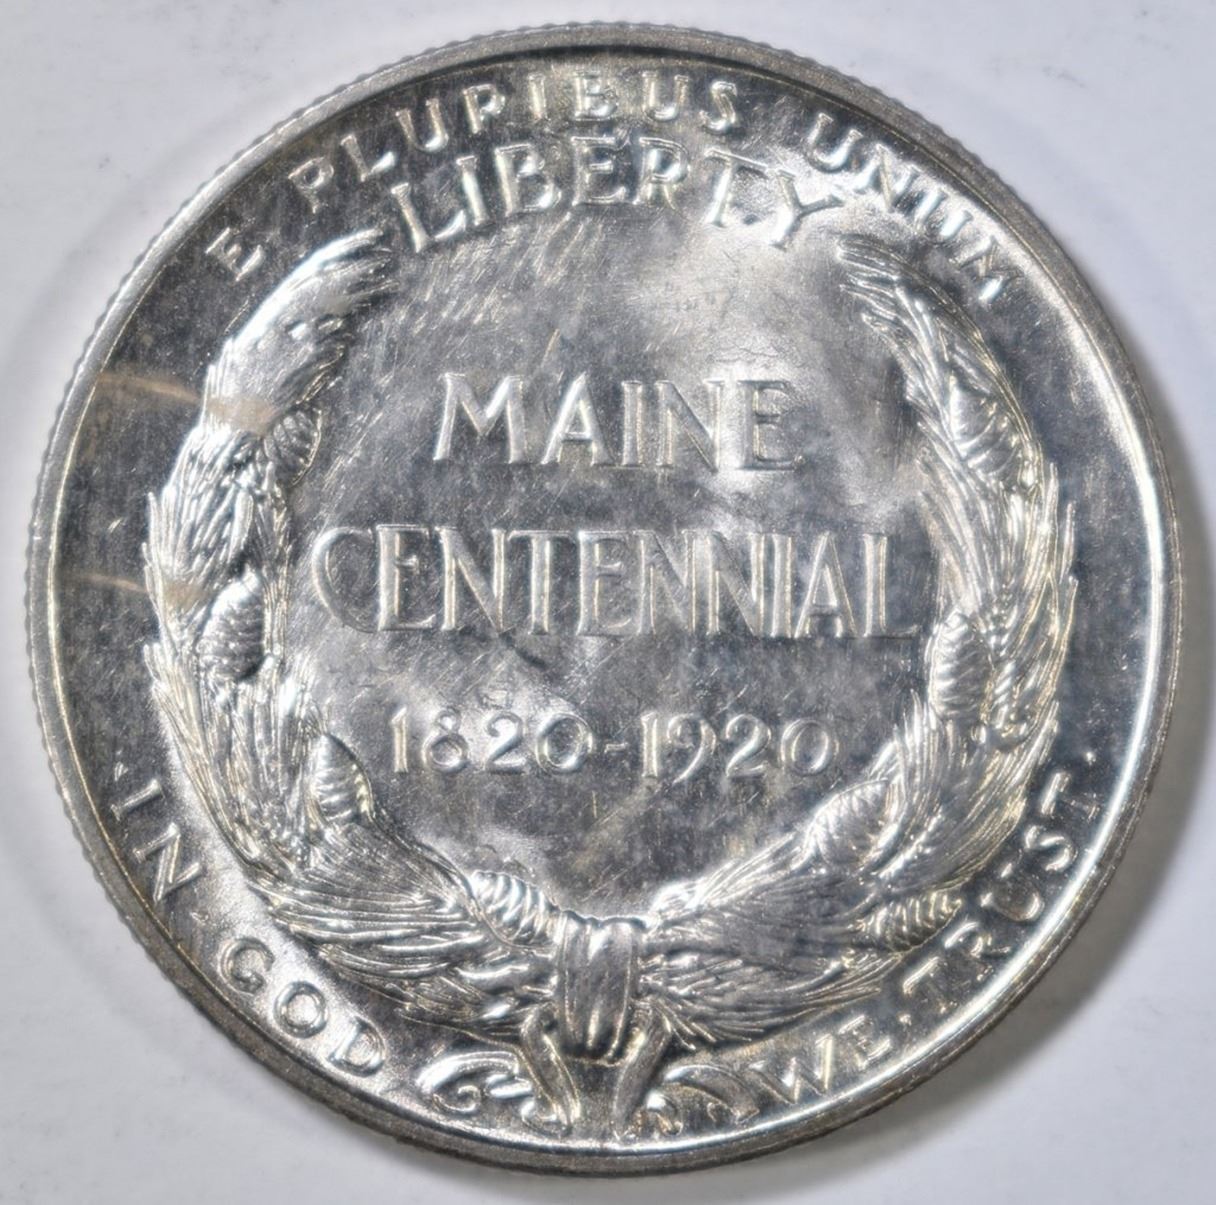 E PLURIBUS UNUM
LIBERTY
MAINE
CENTENNIAL
1820-1920
IN·GOD WE·TRUST·